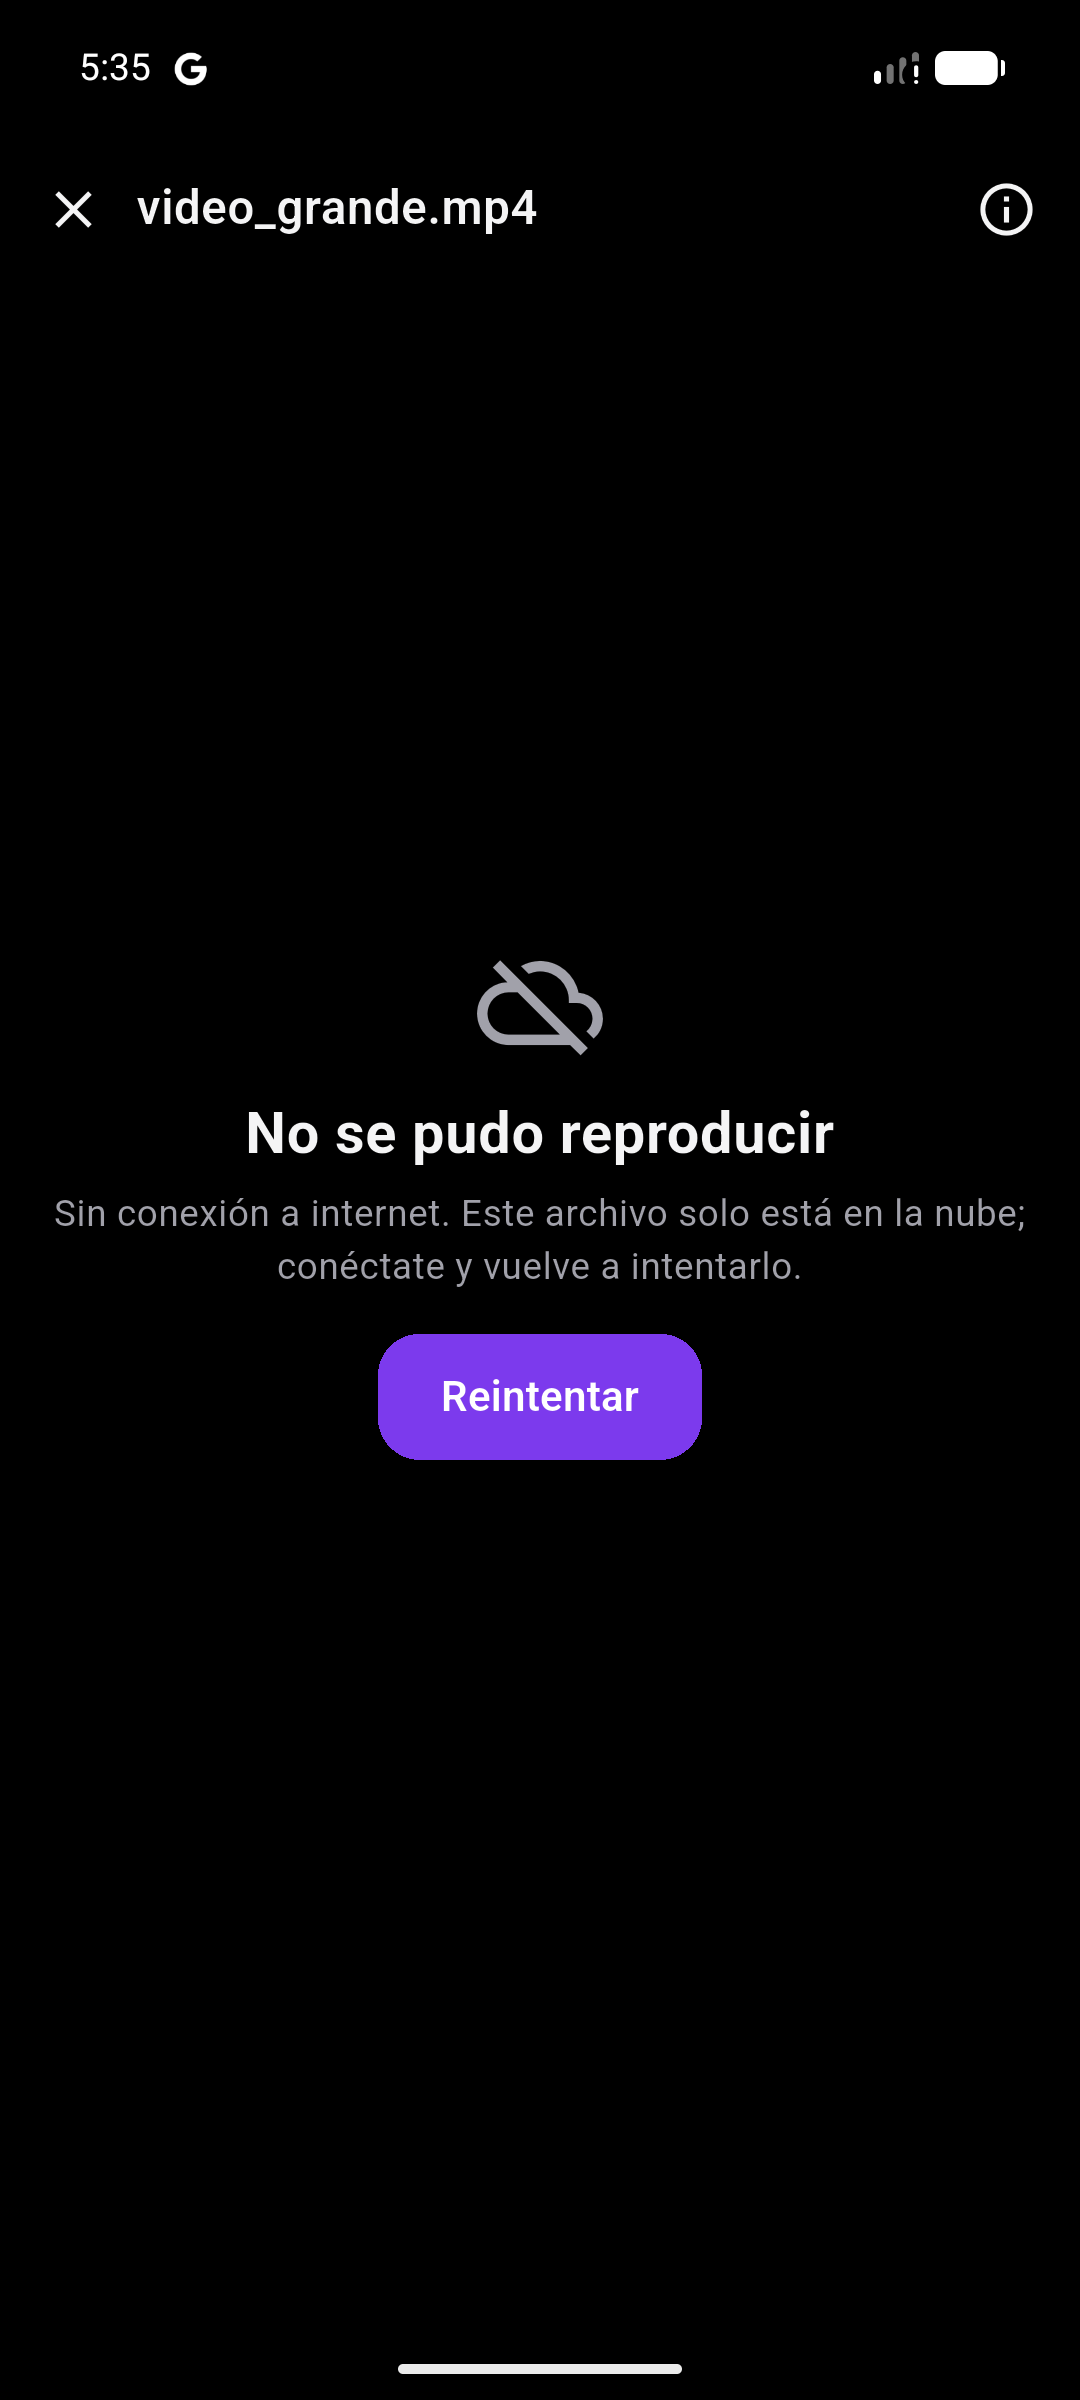 5:35
video_grande.mp4
No se pudo reproducir
Sin conexión a internet. Este archivo solo está en la nube;
conéctate y vuelve a intentarlo.
Reintentar